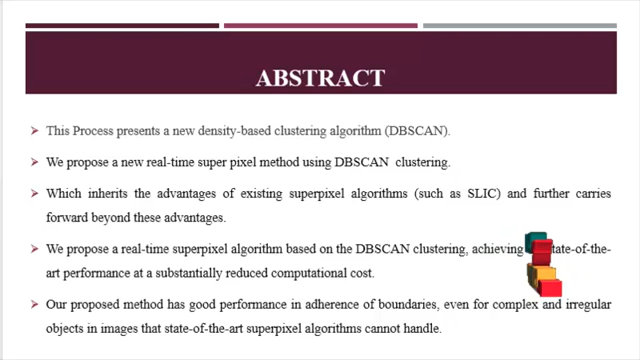 ABSTRACT
This Process presents a new density-based clustering algorithm (DBSCAN).
We propose a new real-time super pixel method using DBSCAN clustering.
Which inherits the advantages of existing superpixel algorithms (such as SLIC) and further carries
forward beyond these advantages.
We propose a real-time superpixel algorithm based on the DBSCAN clustering, achieving tate-of-the-
art performance at a substantially reduced computational cost.
Our proposed method has good performance in adherence of boundaries, even for complex and irregular
objects in images that state-of-the-art superpixel algorithms cannot handle.